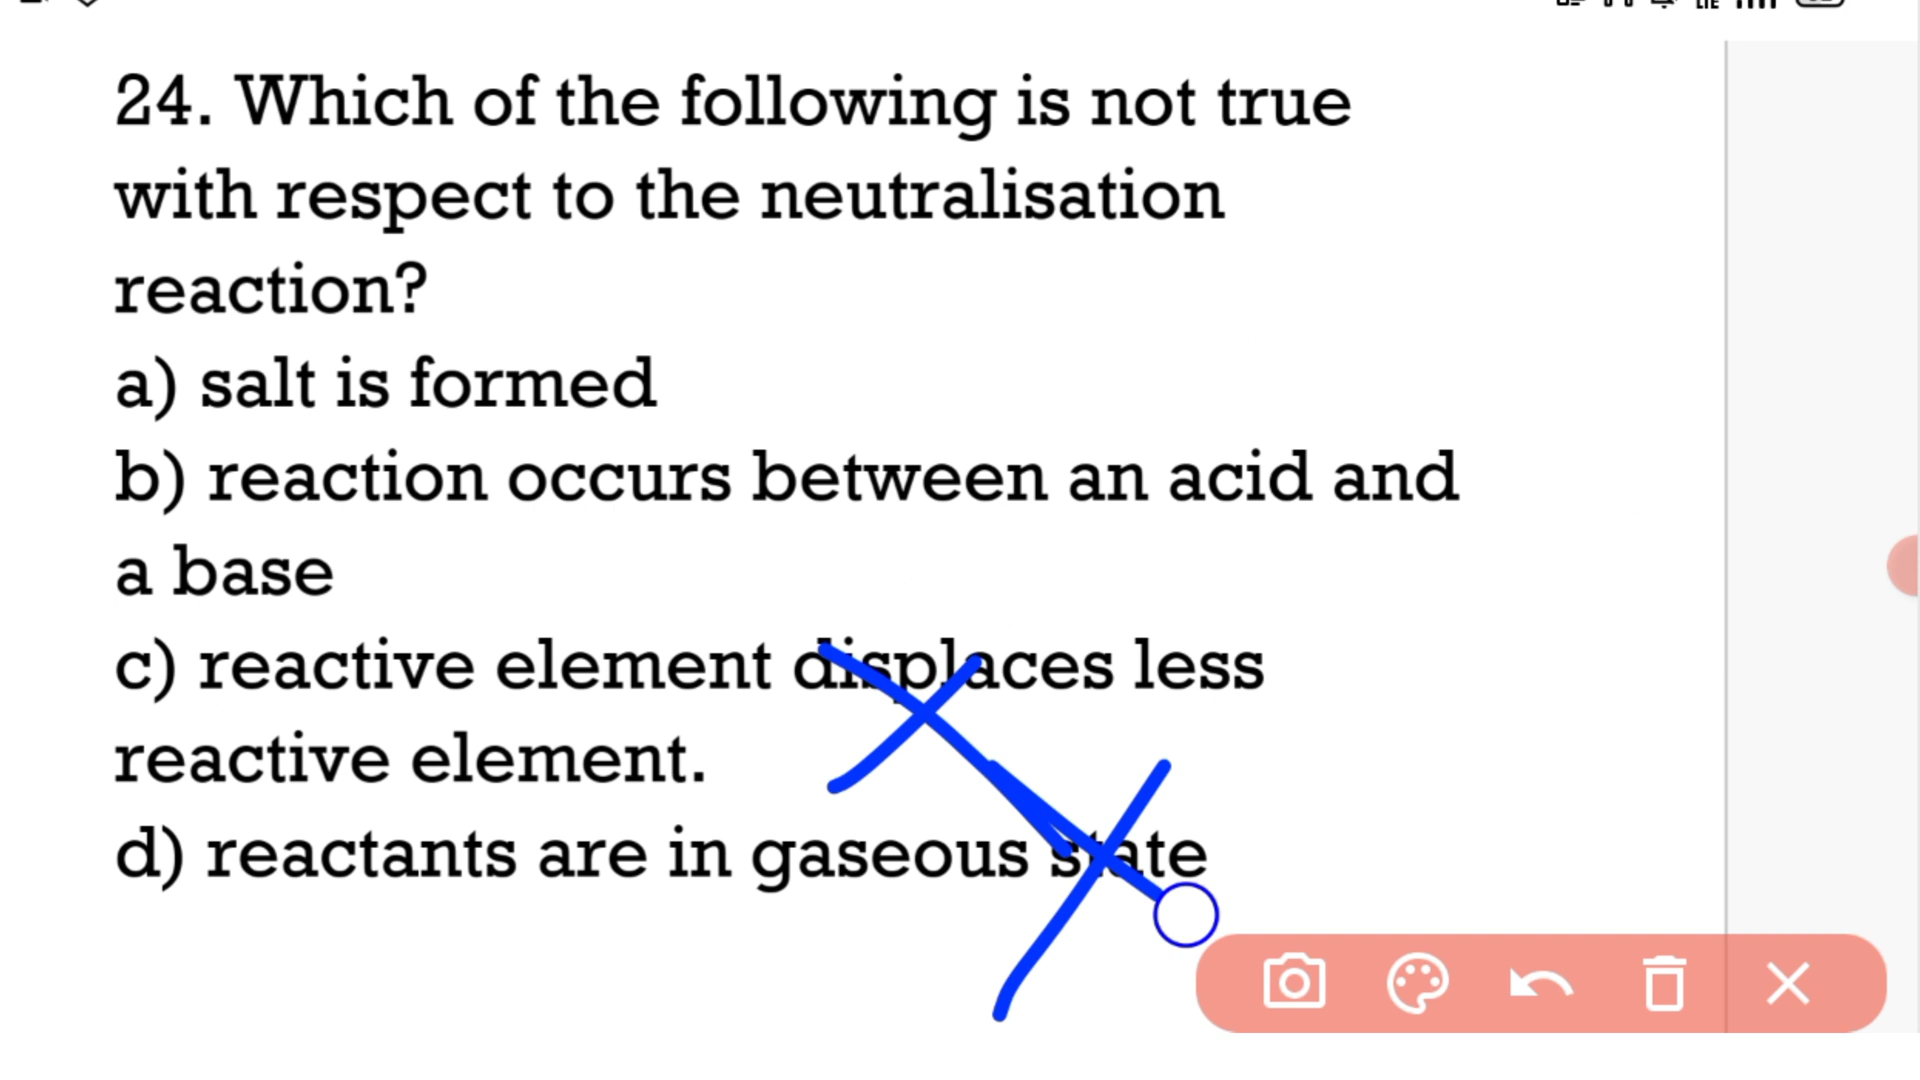 24. Which of the following is not true
with respect to the neutralisation
reaction?
a) salt is formed
b) reaction occurs between an acid and
a base
c) reactive element displaces less
reactive element.
d) reactants are in gaseous state